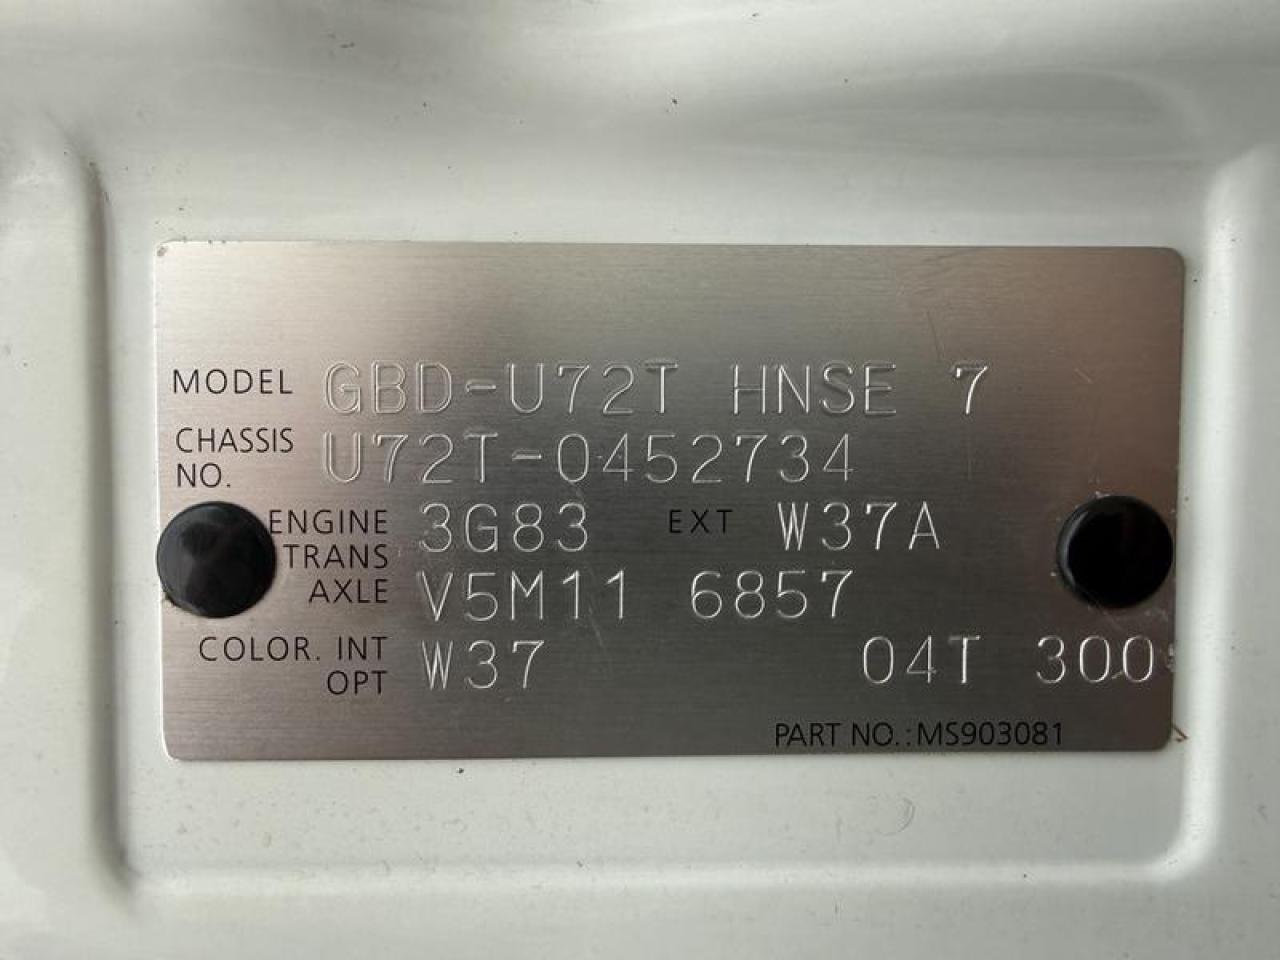 MODEL GBD-U72T HNSE 7
CHASSIS NO. U72T-0452734
ENGINE 3G83 EXT W37A
TRANS AXLE V5M11 6857
COLOR. INT OPT W37 04T 300
PART NO.: MS903081